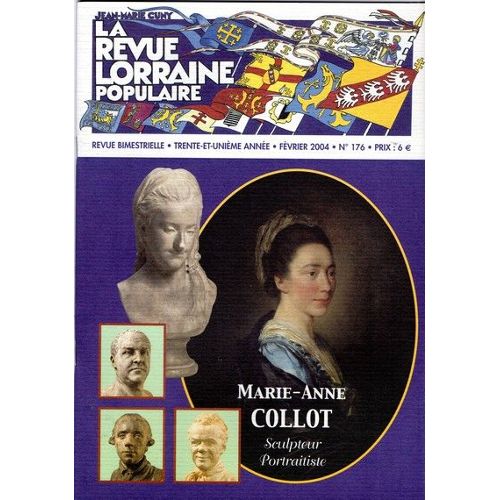 JEAN-MARIE CUNY
LA
REVUE
LORRAINE
POPULAIRE
REVUE BIMESTRIELLE • TRENTE-ET-UNIÈME ANNÉE • FÉVRIER 2004 • N° 176 • PRIX : 6 €
MARIE-ANNE
COLLOT
Sculpteur
Portraitiste